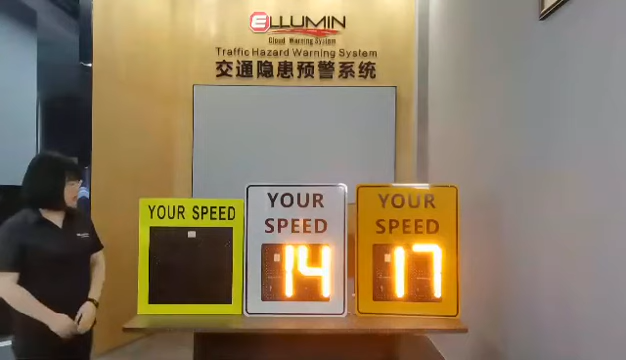 ELLUMIN
Cloud Warning System
Traffic Hazard Warning System
交通隐患预警系统
YOUR SPEED
YOUR
SPEED
14
YOUR
SPEED
17